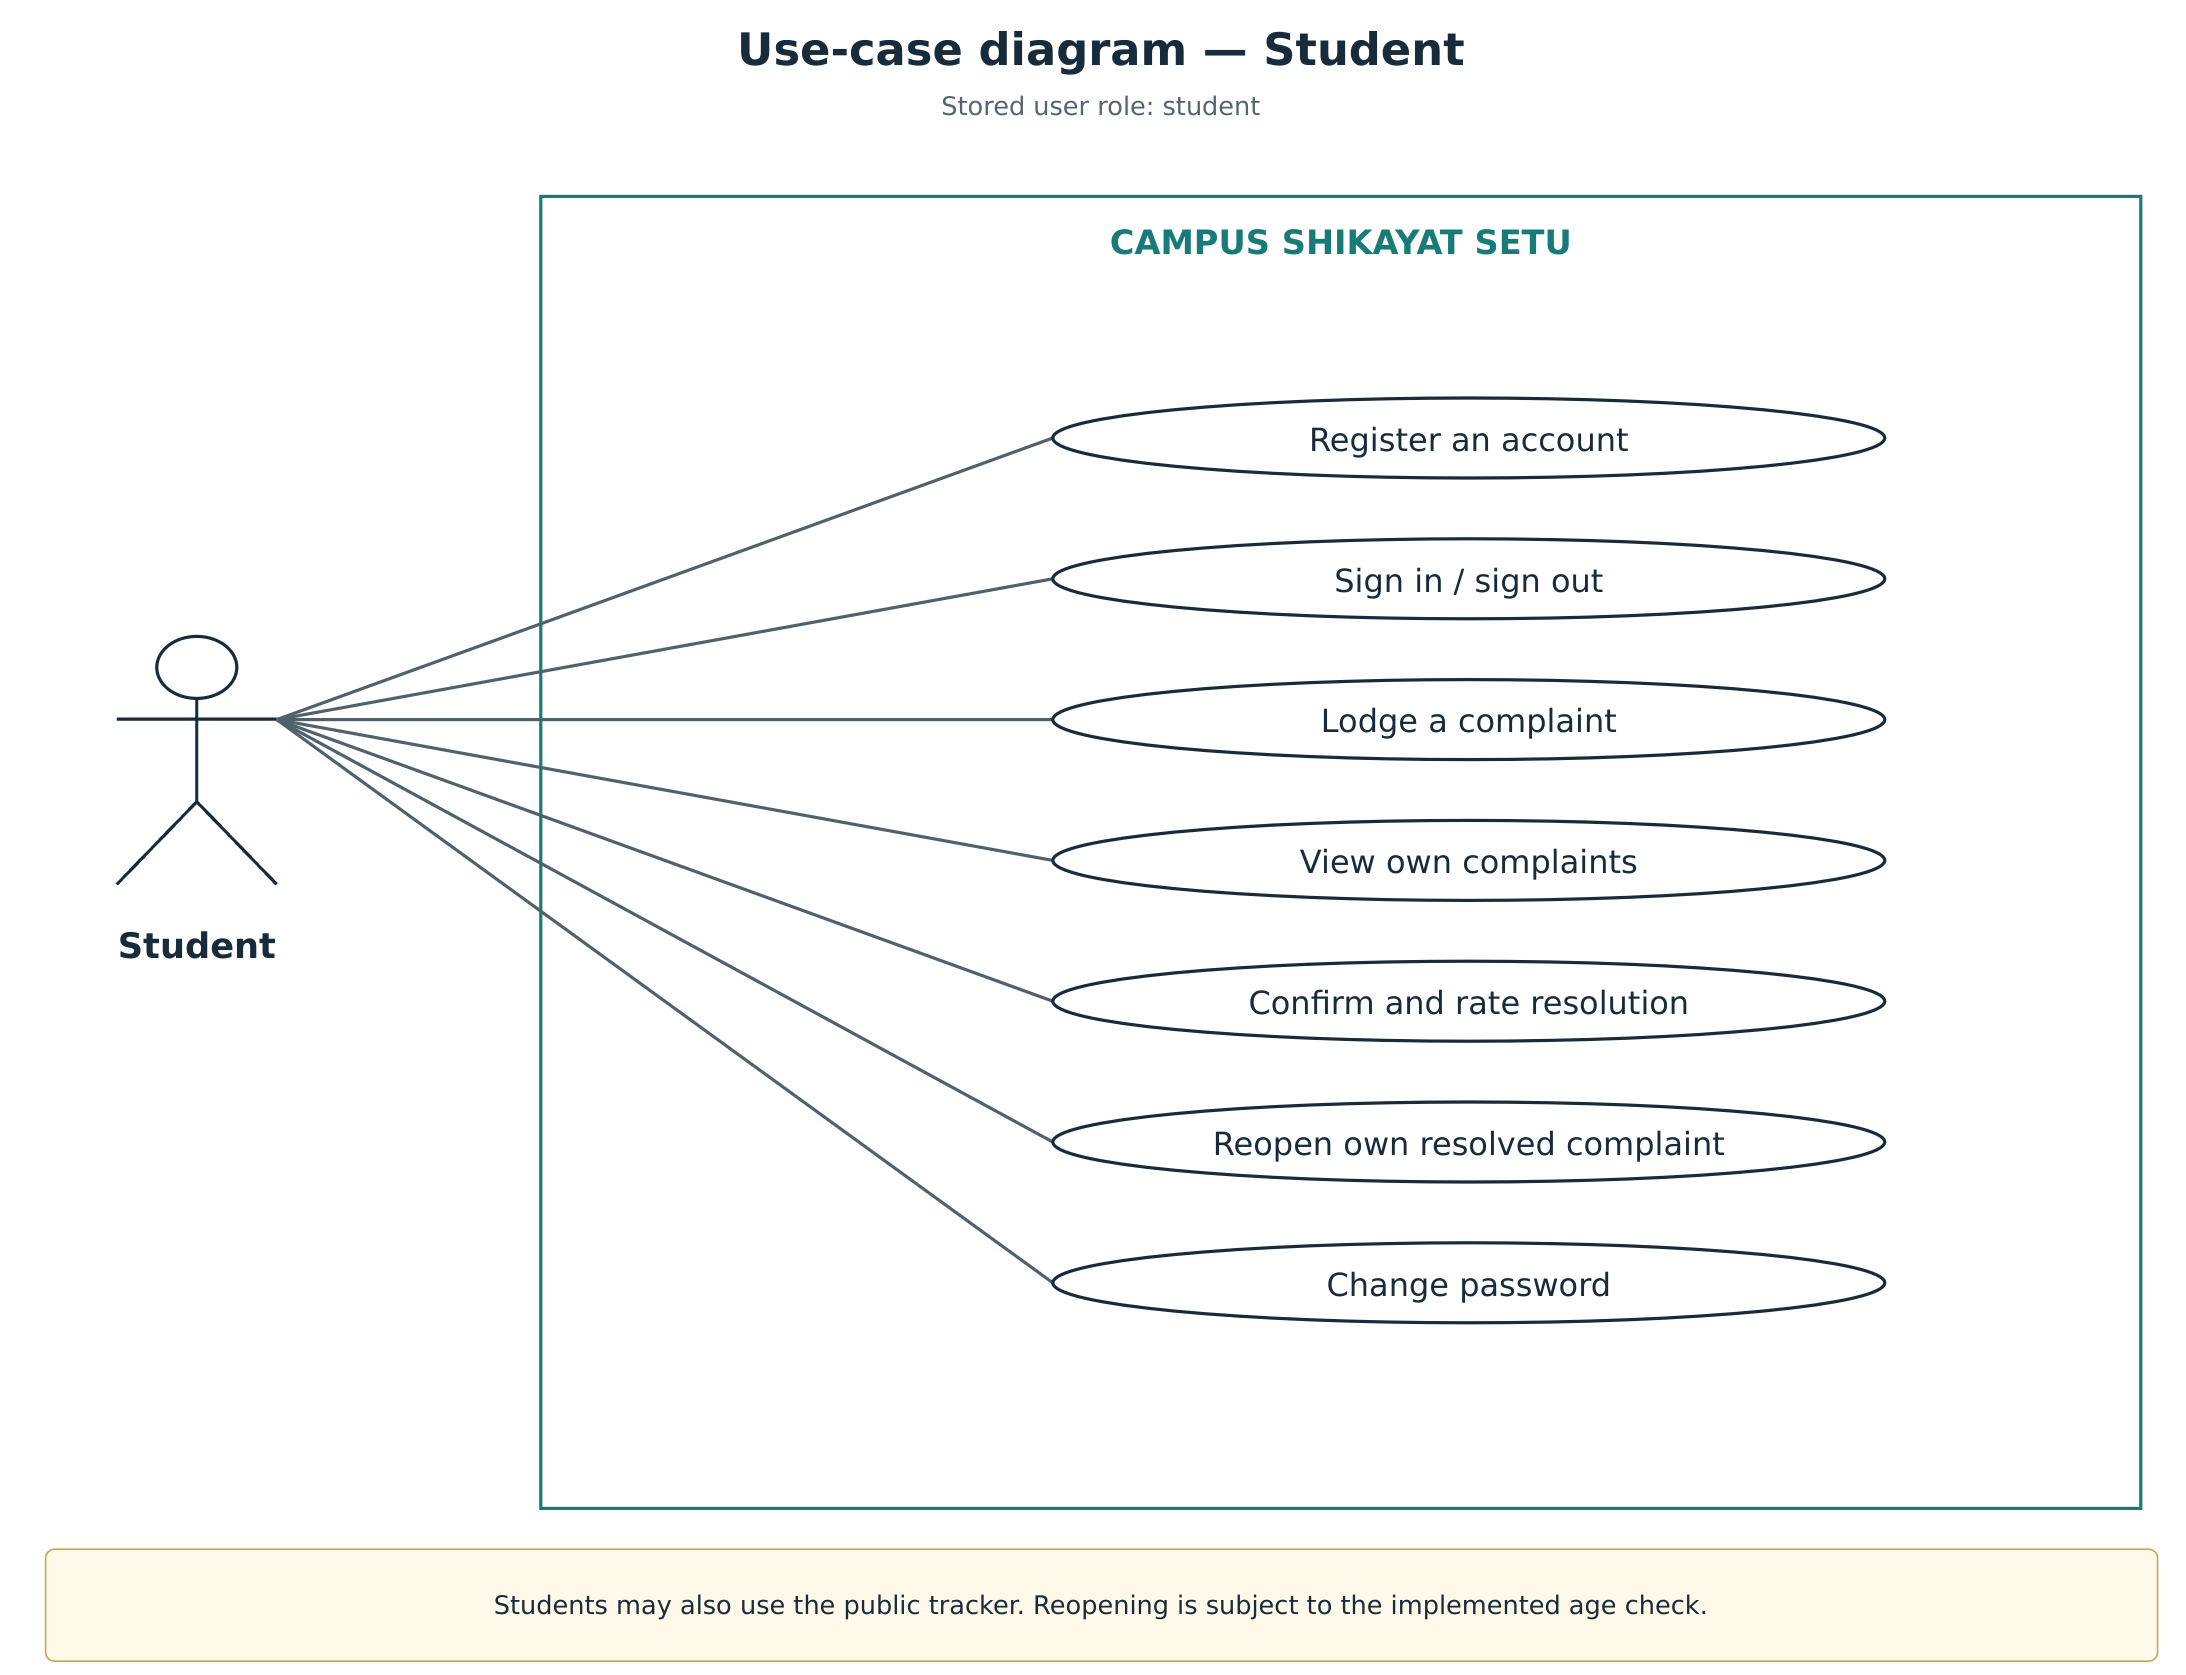 Use-case diagram — Student
Stored user role: student
CAMPUS SHIKAYAT SETU
Register an account
Sign in / sign out
Lodge a complaint
View own complaints
Student
Confirm and rate resolution
Reopen own resolved complaint
Change password
Students may also use the public tracker. Reopening is subject to the implemented age check.